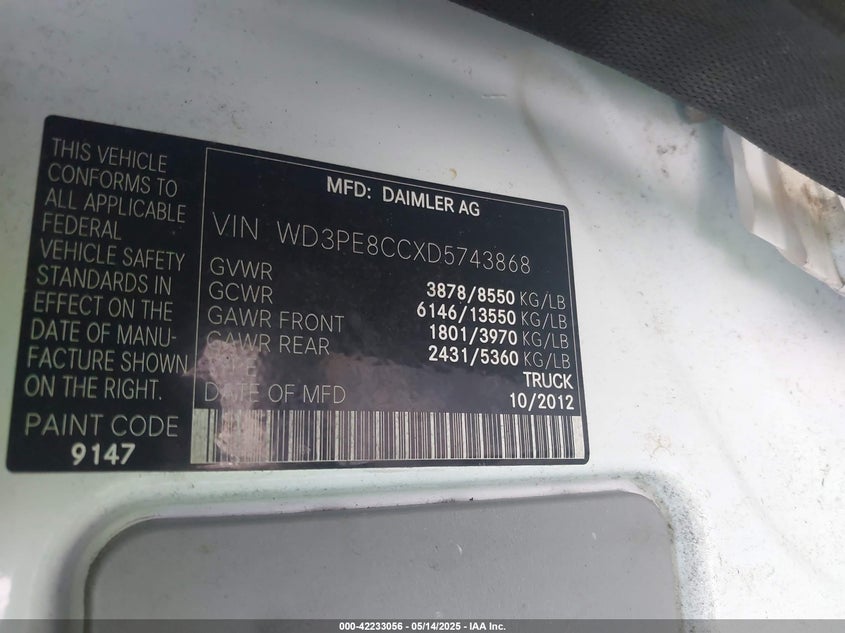 THIS VEHICLE
CONFORMS TO
ALL APPLICABLE
FEDERAL
VEHICLE SAFETY
STANDARDS IN
EFFECT ON THE
DATE OF MANU-
FACTURE SHOWN
ON THE RIGHT.
PAINT CODE
9147
MFD: DAIMLER AG
VIN WD3PE8CCXD5743868
GVWR 3878/8550 KG/LB
GCWR 6146/13550 KG/LB
GAWR FRONT 1801/3970 KG/LB
GAWR REAR 2431/5360 KG/LB
TYPE TRUCK
DATE OF MFD 10/2012
000-42233056 — 05/14/2025 — IAA Inc.